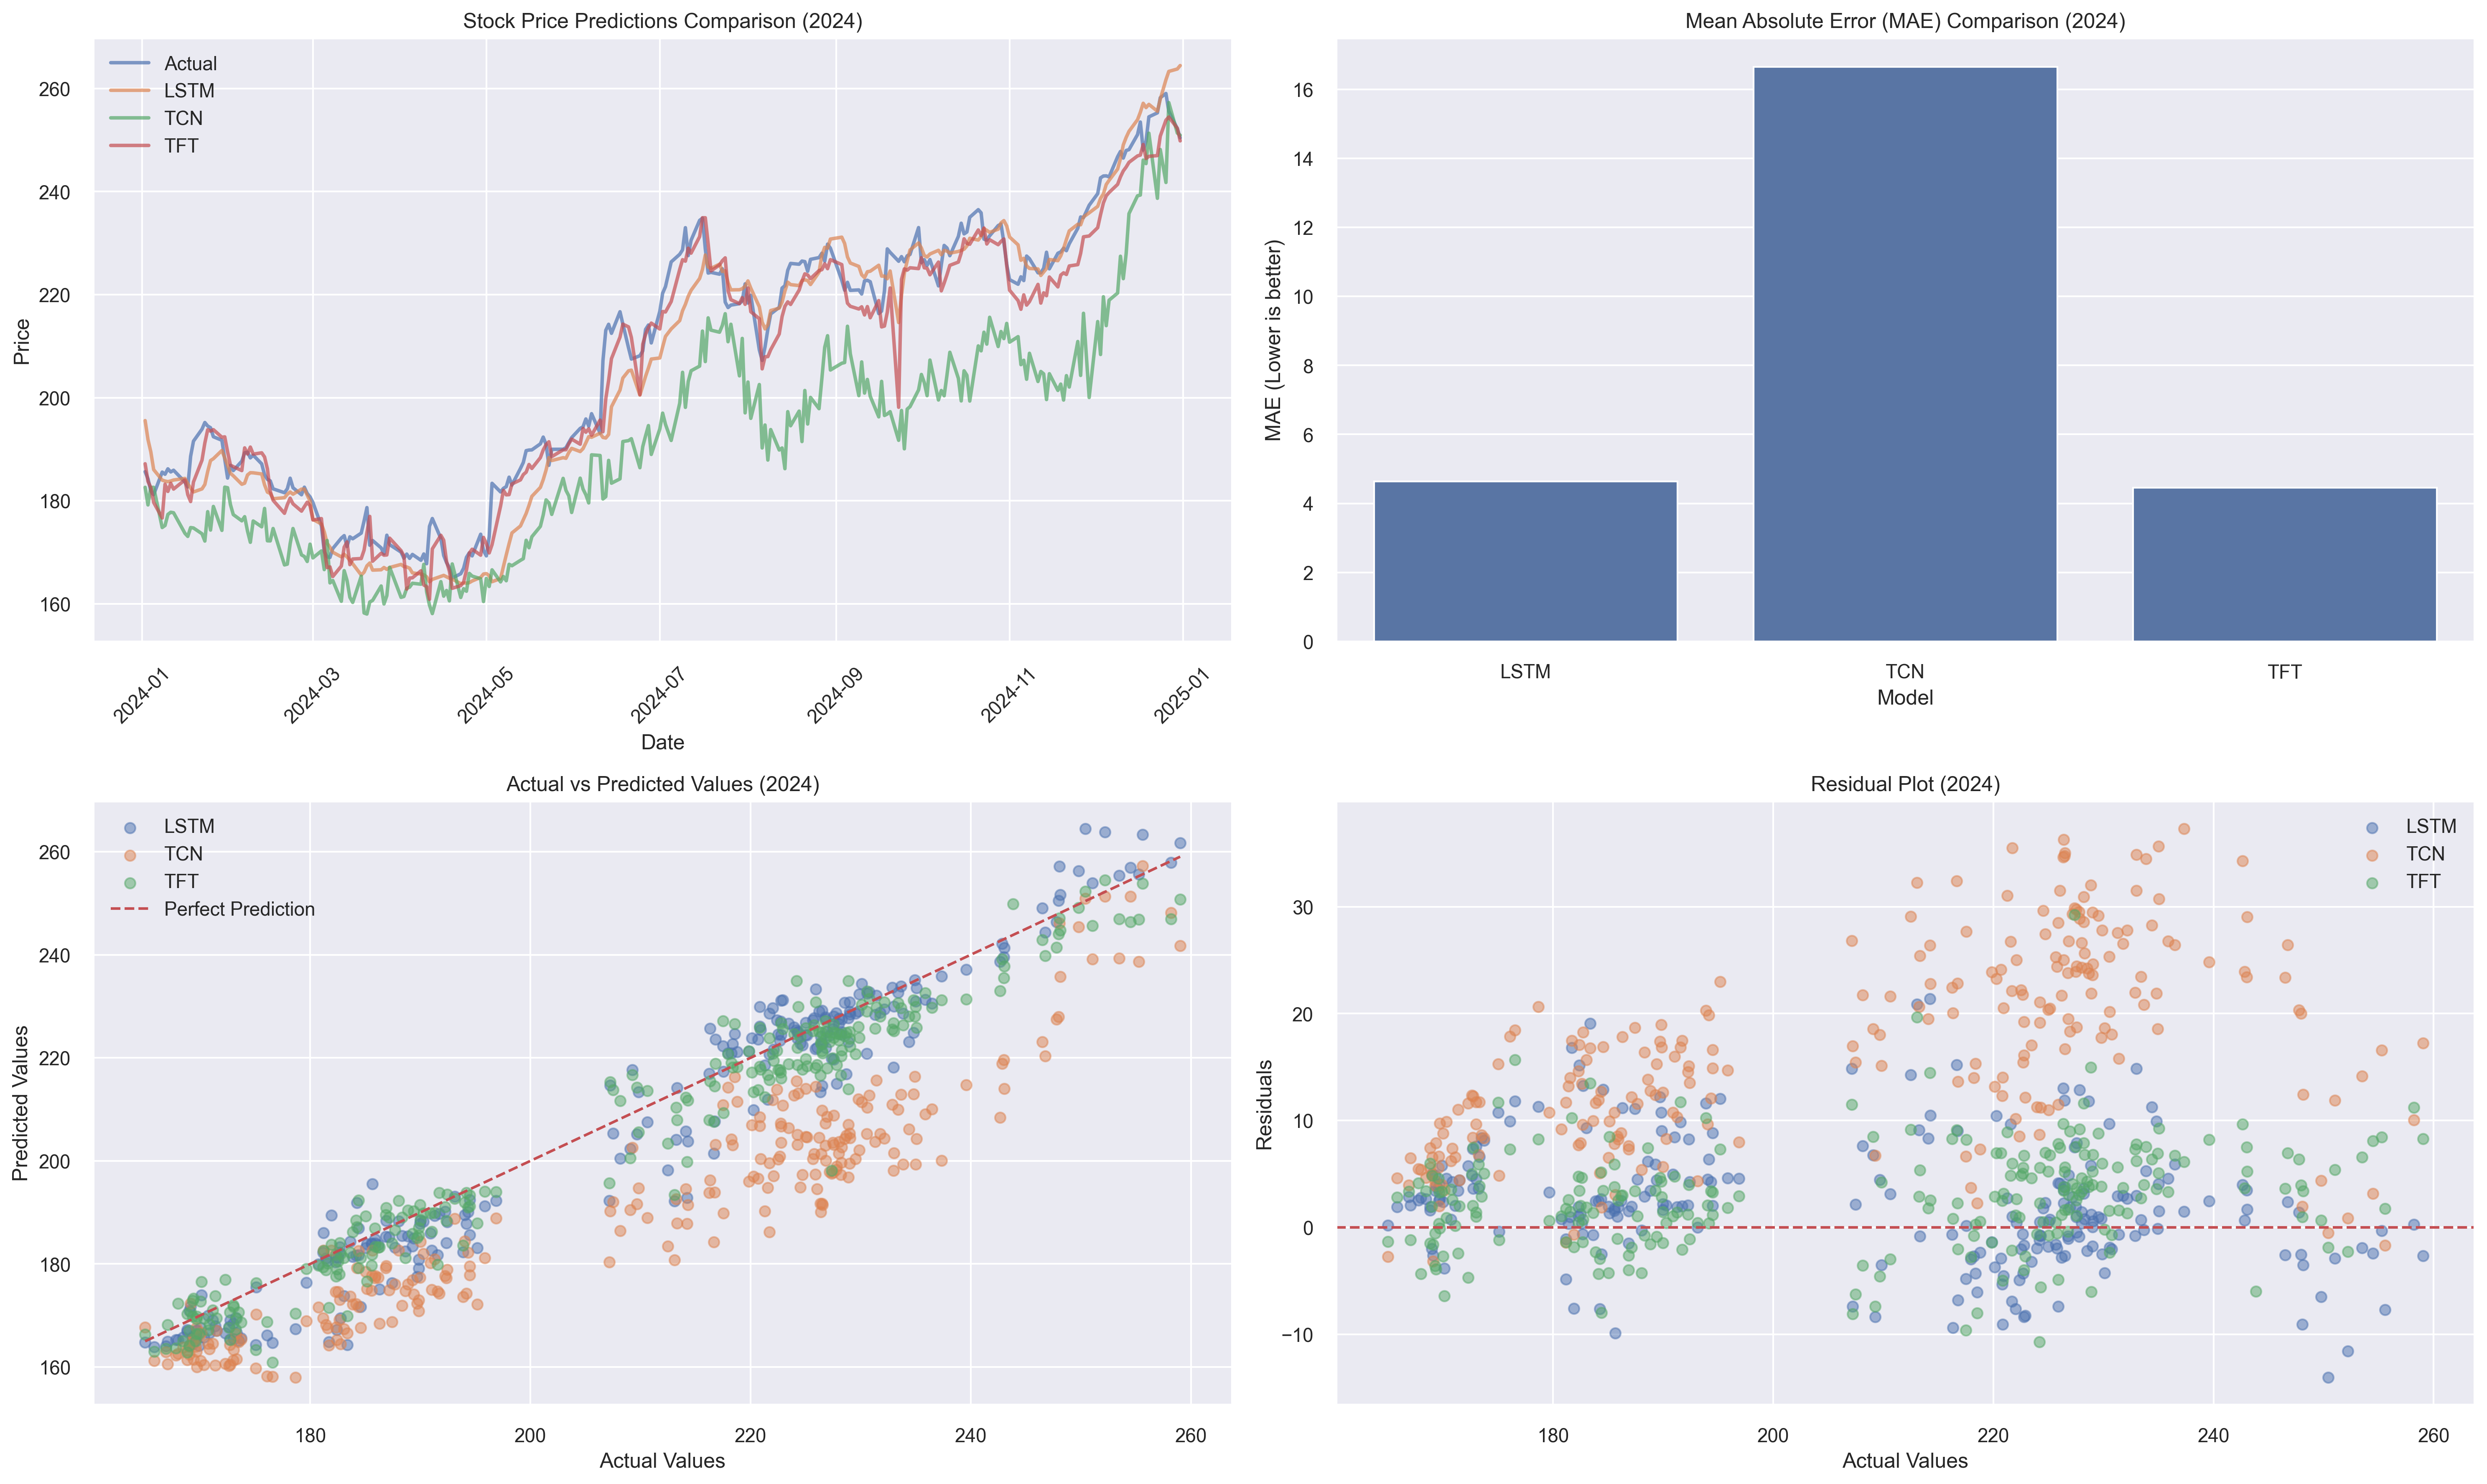 Stock Price Predictions Comparison (2024)
Actual
LSTM
TCN
TFT
260
240
220
200
180
160
Price
2024-01
2024-03
2024-05
2024-07
2024-09
2024-11
2025-01
Date
Mean Absolute Error (MAE) Comparison (2024)
16
14
12
10
8
6
4
2
0
MAE (Lower is better)
LSTM
TCN
TFT
Model
Actual vs Predicted Values (2024)
LSTM
TCN
TFT
Perfect Prediction
260
240
220
200
180
160
Predicted Values
180
200
220
240
260
Actual Values
Residual Plot (2024)
LSTM
TCN
TFT
30
20
10
0
−10
Residuals
180
200
220
240
260
Actual Values